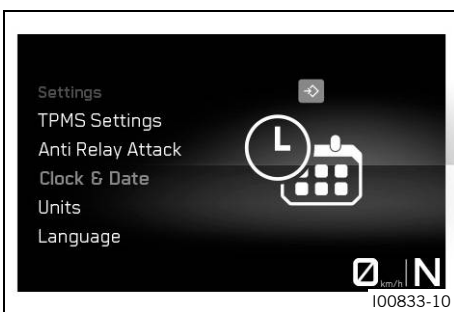 Settings
TPMS Settings
Anti Relay Attack
Clock & Date
Units
Language
0 km/h N
I00833-10